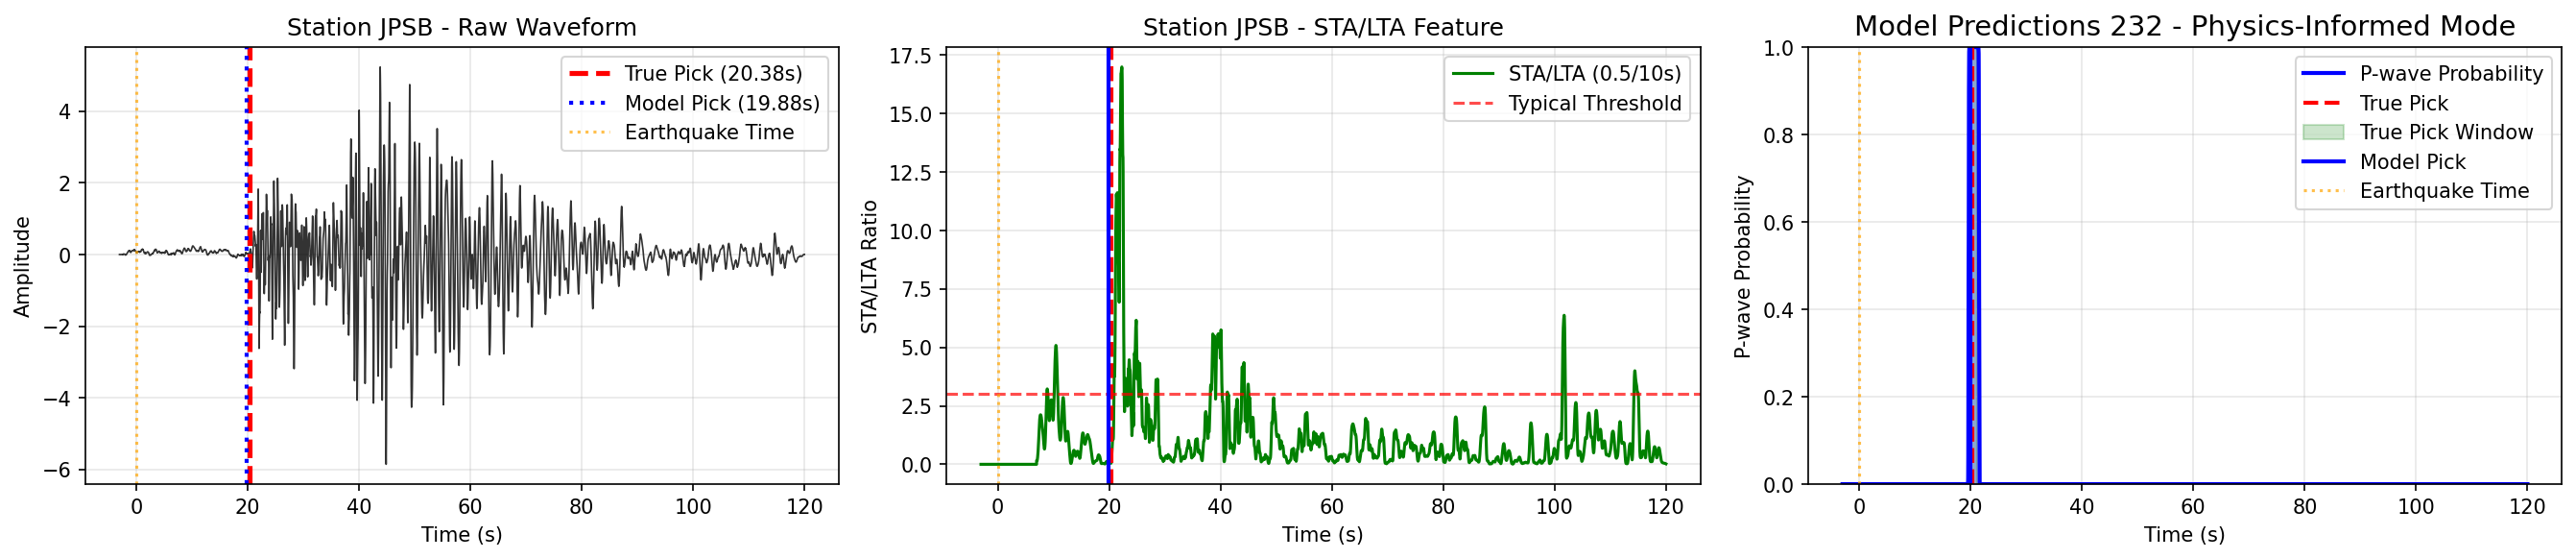 Station JPSB - Raw Waveform
Amplitude
4
2
0
−2
−4
−6
True Pick (20.38s)
Model Pick (19.88s)
Earthquake Time
0 20 40 60 80 100 120
Time (s)
Station JPSB - STA/LTA Feature
STA/LTA Ratio
17.5
15.0
12.5
10.0
7.5
5.0
2.5
0.0
STA/LTA (0.5/10s)
Typical Threshold
0 20 40 60 80 100 120
Time (s)
Model Predictions 232 - Physics-Informed Mode
P-wave Probability
1.0
0.8
0.6
0.4
0.2
0.0
P-wave Probability
True Pick
True Pick Window
Model Pick
Earthquake Time
0 20 40 60 80 100 120
Time (s)